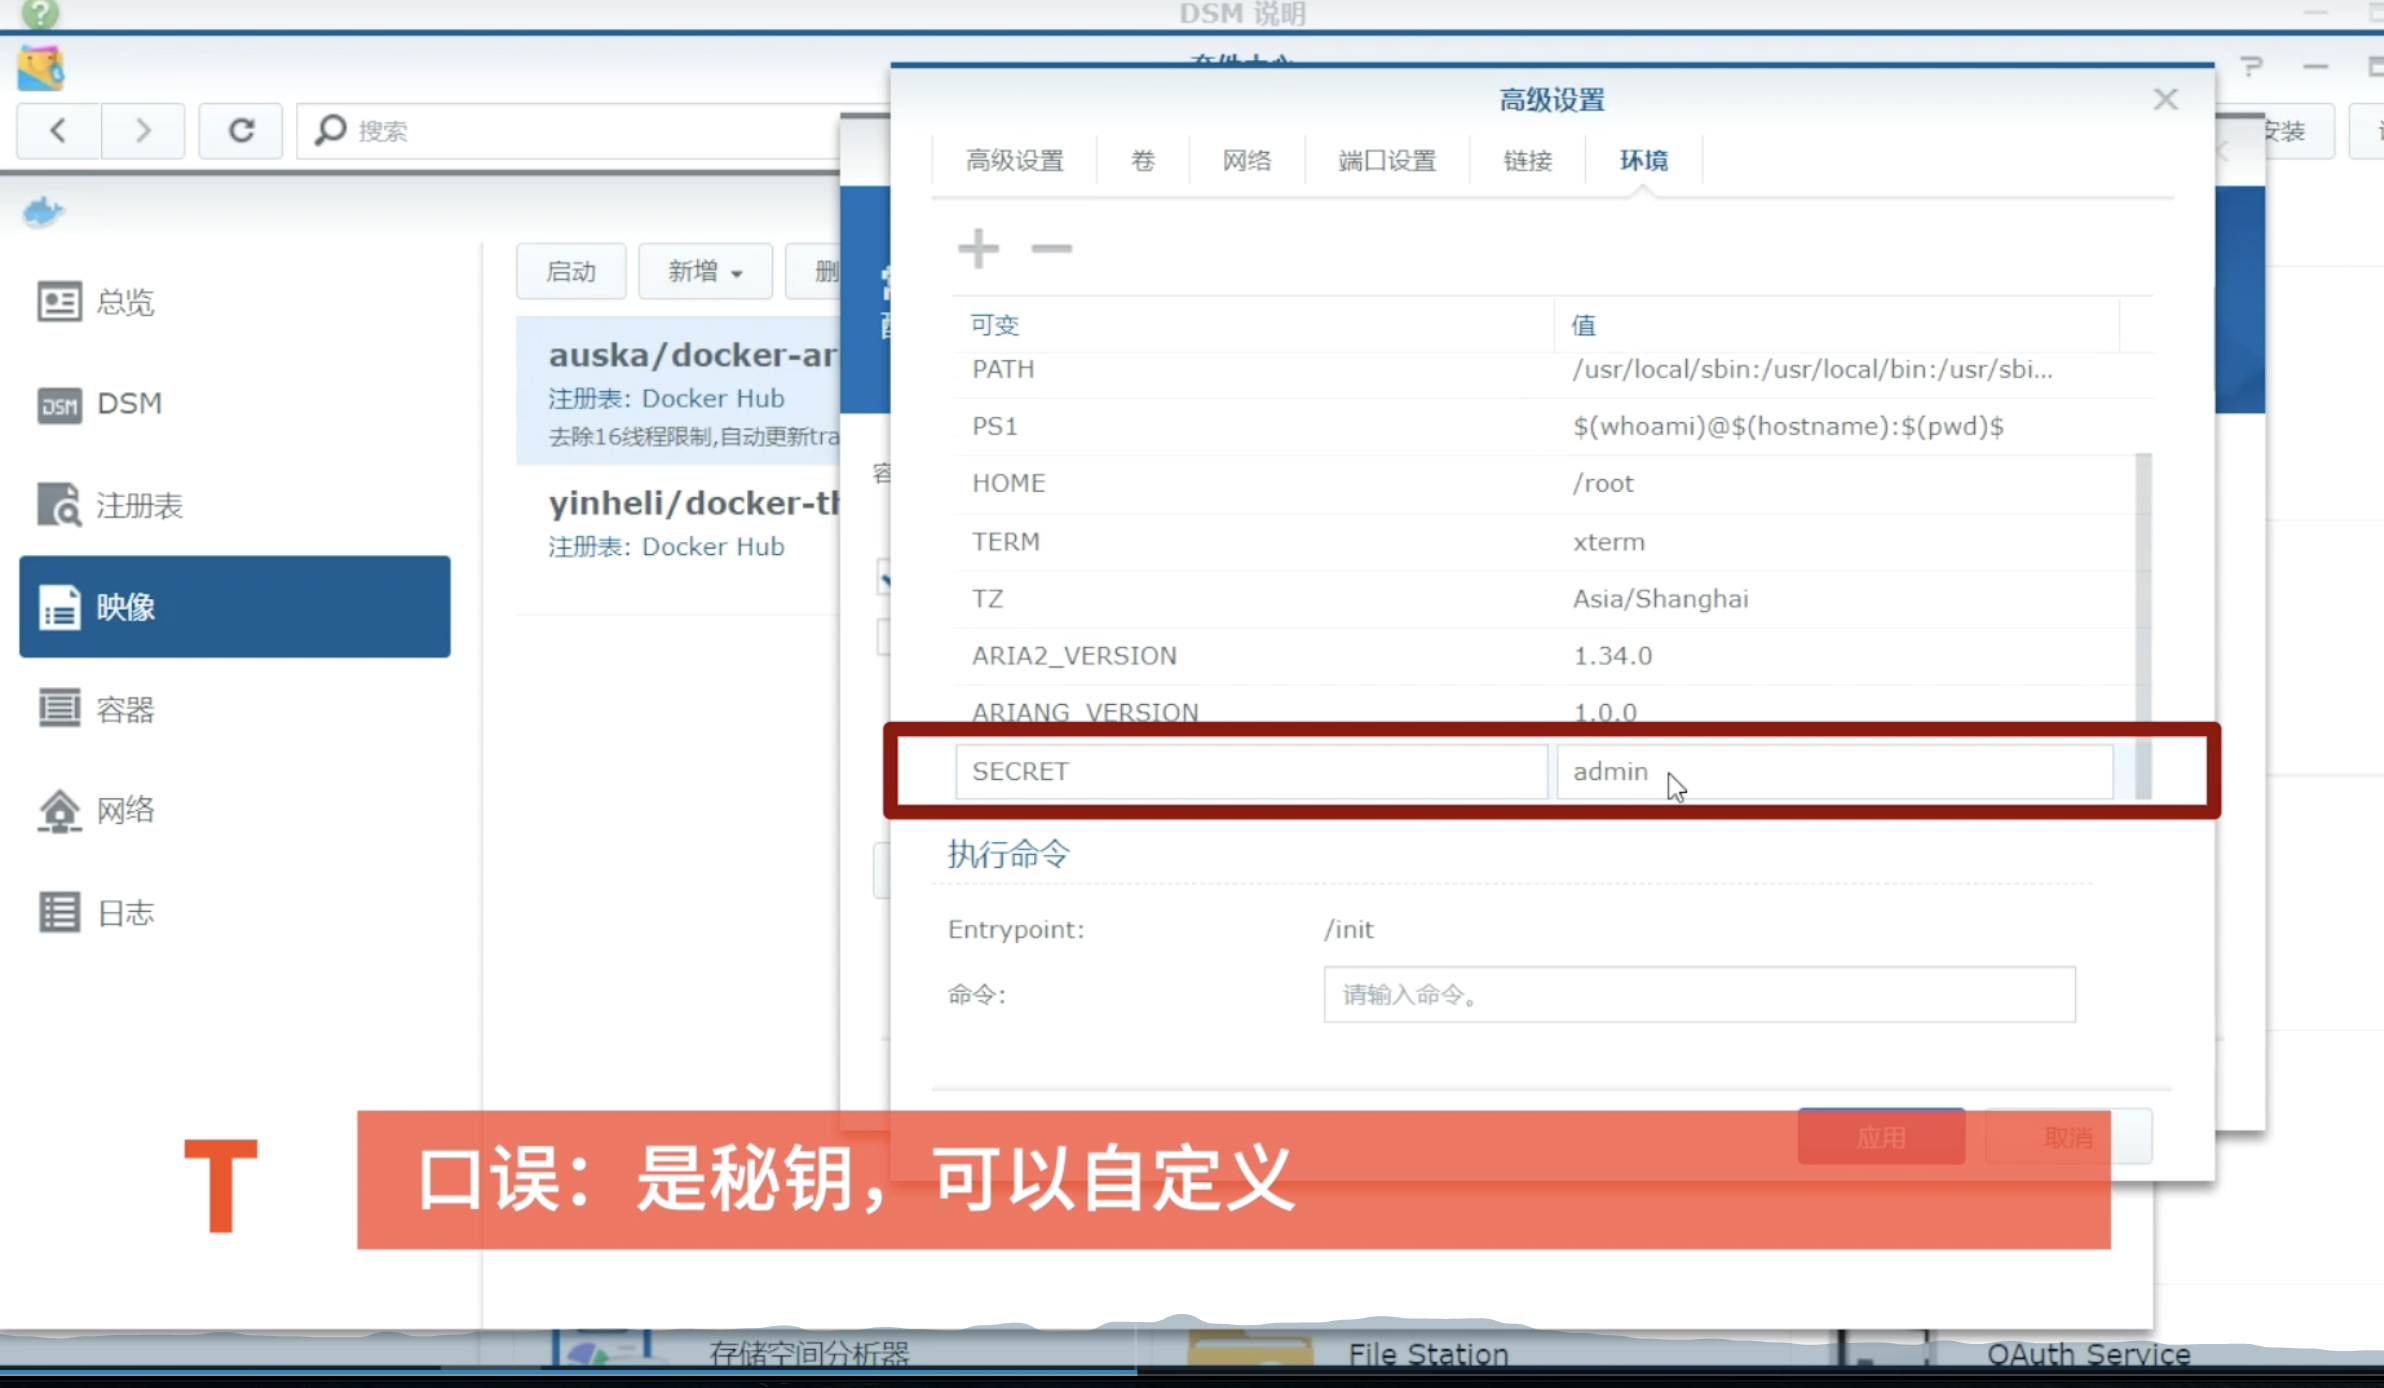 DSM 说明
套件中心
搜索
安装
总览
DSM
注册表
映像
容器
网络
日志
启动
新增
删
auska/docker-ar
注册表: Docker Hub
去除16线程限制,自动更新tra
yinheli/docker-th
注册表: Docker Hub
高级设置
高级设置 卷 网络 端口设置 链接 环境
可变 值
PATH /usr/local/sbin:/usr/local/bin:/usr/sbi...
PS1 $(whoami)@$(hostname):$(pwd)$
HOME /root
TERM xterm
TZ Asia/Shanghai
ARIA2_VERSION 1.34.0
ARIANG_VERSION 1.0.0
SECRET admin
执行命令
Entrypoint: /init
命令: 请输入命令。
应用 取消
T
口误：是秘钥，可以自定义
存储空间分析器
File Station
OAuth Service